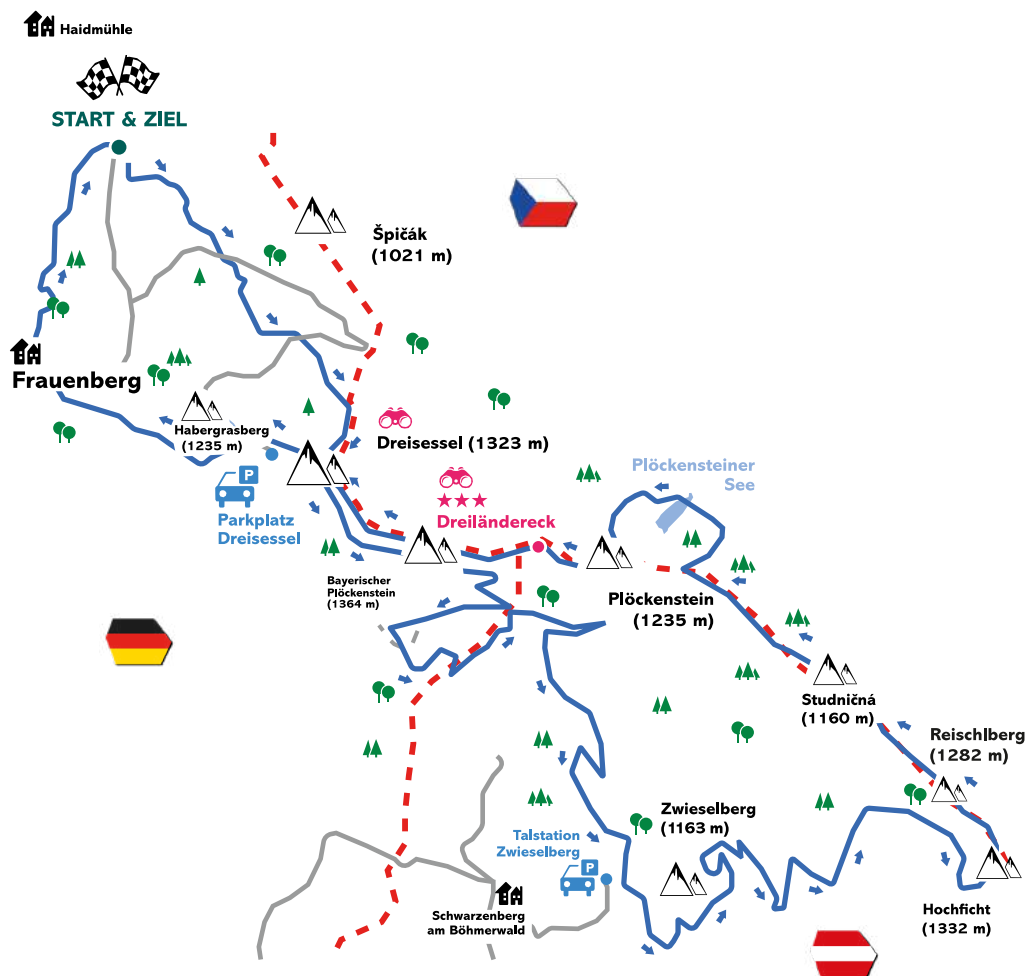 Haidmühle
START & ZIEL
Špičák
(1021 m)
Frauenberg
Habergrasberg
(1235 m)
Dreisessel (1323 m)
P
Parkplatz
Dreisessel
Dreiländereck
Plöckensteiner
See
Bayerischer
Plöckenstein
(1364 m)
Plöckenstein
(1235 m)
Studničná
(1160 m)
Reischlberg
(1282 m)
Zwieselberg
(1163 m)
Talstation
Zwieselberg
P
Schwarzenberg
am Böhmerwald
Hochficht
(1332 m)